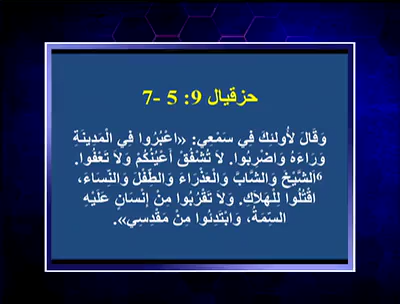 حزقيال 9: 5 -7
وَقَالَ لأُولئِكَ فِي سَمْعِي: «اعْبُرُوا فِي الْمَدِينَةِ
وَرَاءَهُ وَاضْرِبُوا. لاَ تُشْفُقْ أَعْيُنُكُمْ وَلاَ تَعْفُوا.
6اَلشَّيْخَ وَالشَّابَّ وَالْعَذْرَاءَ وَالطِّفْلَ وَالنِّسَاءَ،
اقْتُلُوا لِلْهَلاَكِ. وَلاَ تَقْرُبُوا مِنْ إِنْسَانٍ عَلَيْهِ
السِّمَةُ، وَابْتَدِئُوا مِنْ مَقْدِسِي».